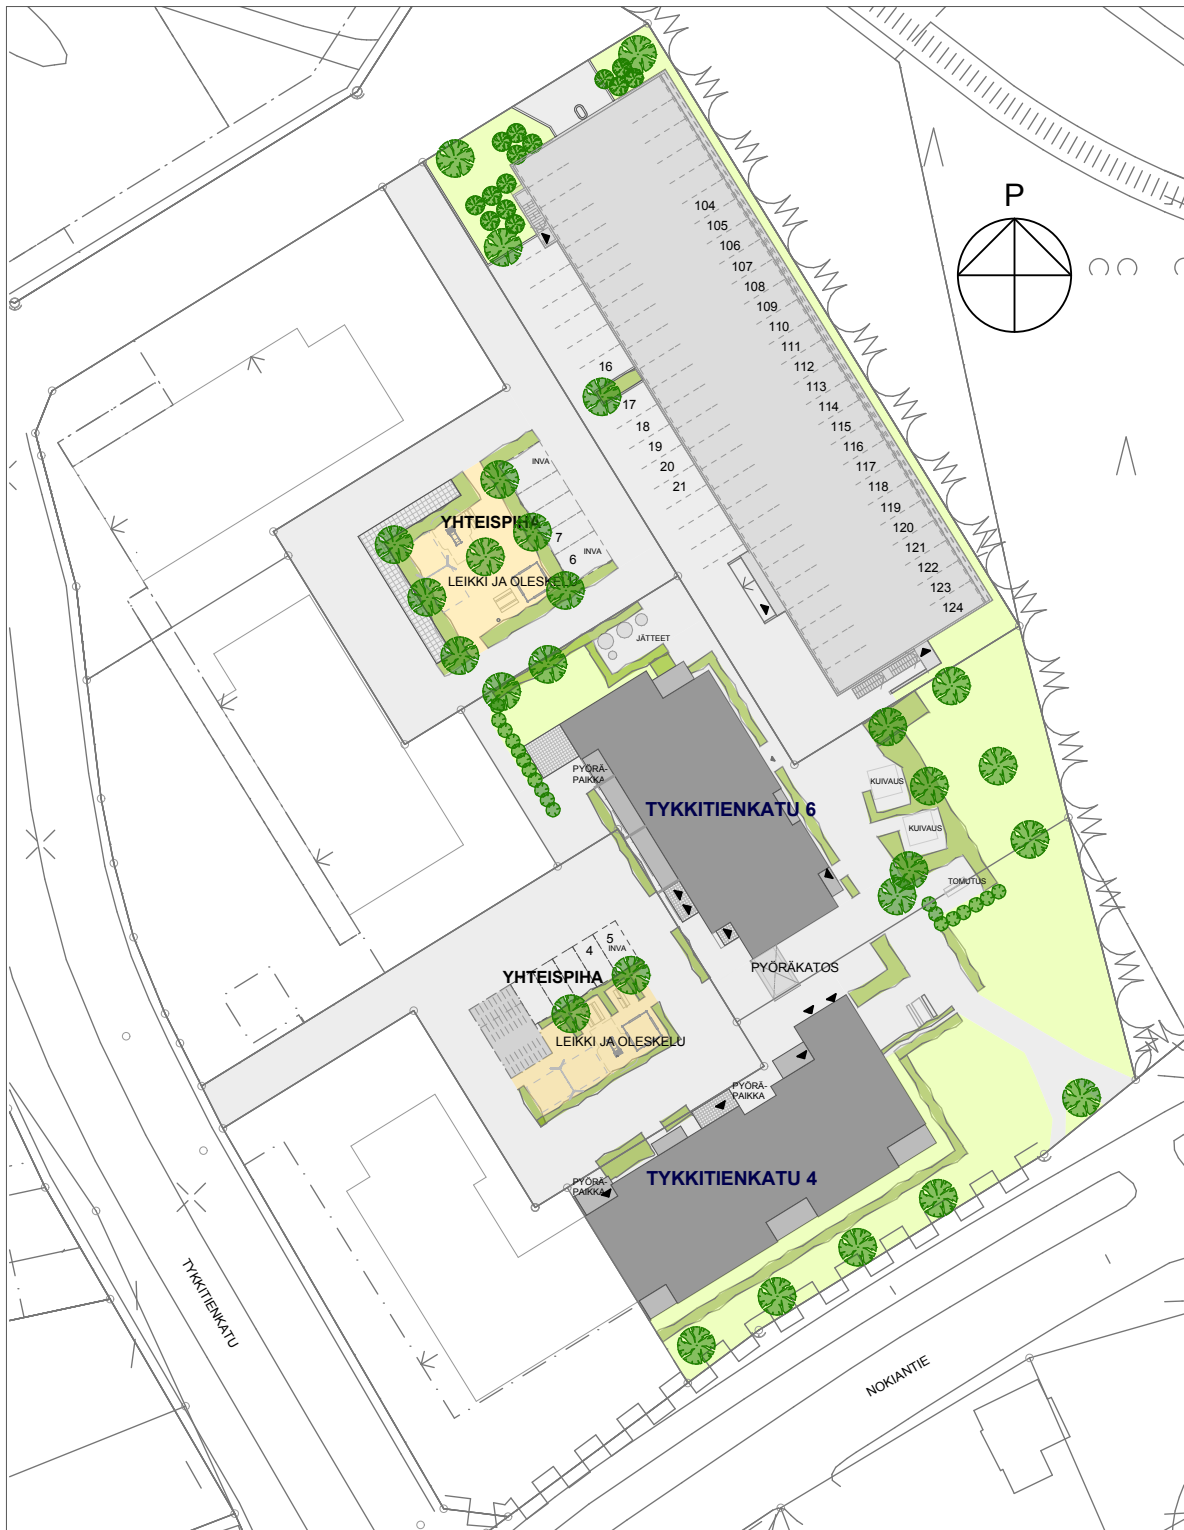 P
104
105
106
107
108
109
110
111
112
113
114
115
116
117
118
119
120
121
122
123
124
16
17
18
19
20
21
INVA
YHTEISPIHA
7
INVA
6
LEIKKI JA OLESKELU
JÄTTEET
PYÖRÄ-
PAIKKA
TYKKITIENKATU 6
KUIVAUS
KUIVAUS
TOMUTUS
5
4
INVA
YHTEISPIHA
PYÖRÄKATOS
LEIKKI JA OLESKELU
PYÖRÄ-
PAIKKA
PYÖRÄ-
PAIKKA
TYKKITIENKATU 4
TYKKITIENKATU
NOKIANTIE